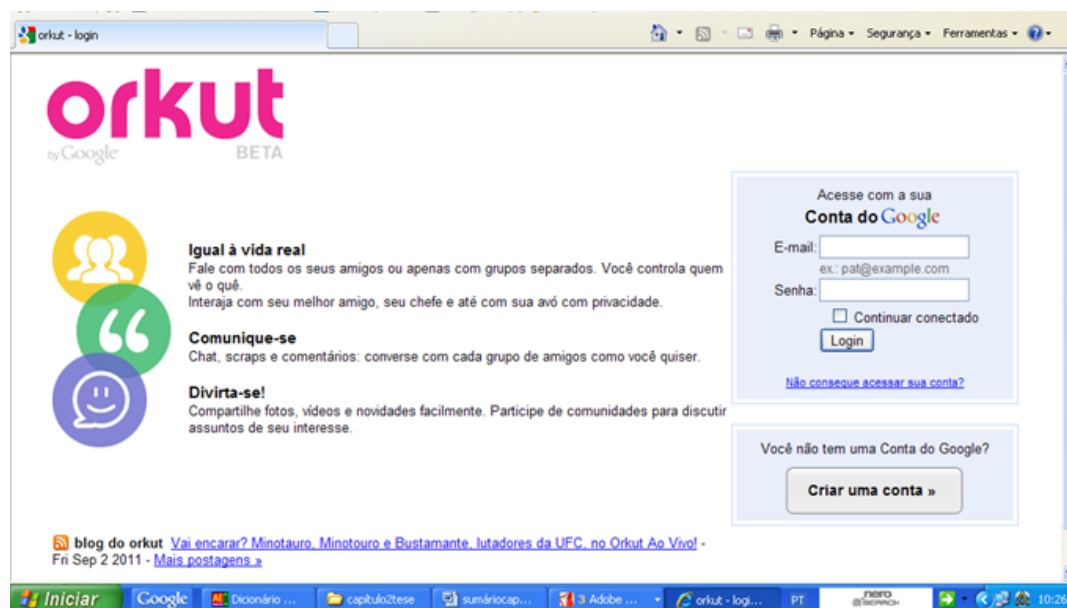 orkut - login
Página
Segurança
Ferramentas
orkut
by Google
BETA
Igual à vida real
Fale com todos os seus amigos ou apenas com grupos separados. Você controla quem
vê o quê.
Interaja com seu melhor amigo, seu chefe e até com sua avó com privacidade.
Comunique-se
Chat, scraps e comentários: converse com cada grupo de amigos como você quiser.
Divirta-se!
Compartilhe fotos, vídeos e novidades facilmente. Participe de comunidades para discutir
assuntos de seu interesse.
Acesse com a sua
Conta do Google
E-mail:
ex.: pat@example.com
Senha:
Continuar conectado
Login
Não consegue acessar sua conta?
Você não tem uma Conta do Google?
Criar uma conta »
blog do orkut Vai encarar? Minotauro, Minotouro e Bustamante, lutadores da UFC, no Orkut Ao Vivo! -
Fri Sep 2 2011 - Mais postagens »
Iniciar
Google
Dicionário ...
capítulo2tese
sumáriocap...
3 Adobe ...
orkut - logi...
PT
nero
SEARCH
10:26